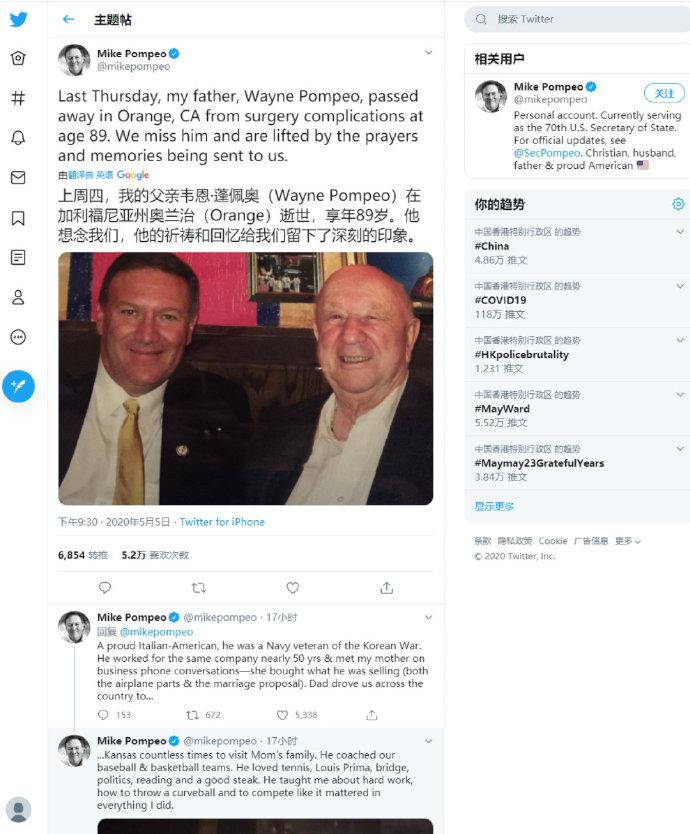 主题帖
搜索 Twitter
Mike Pompeo
@mikepompeo
Last Thursday, my father, Wayne Pompeo, passed
away in Orange, CA from surgery complications at
age 89. We miss him and are lifted by the prayers
and memories being sent to us.
由翻译自 英语 Google
上周四，我的父亲韦恩·蓬佩奥（Wayne Pompeo）在
加利福尼亚州奥兰治（Orange）逝世，享年89岁。他
想念我们，他的祈祷和回忆给我们留下了深刻的印象。
下午9:30 · 2020年5月5日 · Twitter for iPhone
6,854 转推 5.2万 喜欢次数
Mike Pompeo @mikepompeo · 17小时
回复 @mikepompeo
A proud Italian-American, he was a Navy veteran of the Korean War.
He worked for the same company nearly 50 yrs & met my mother on
business phone conversations—she bought what he was selling (both
the airplane parts & the marriage proposal). Dad drove us across the
country to...
153 672 5,338
Mike Pompeo @mikepompeo · 17小时
...Kansas countless times to visit Mom's family. He coached our
baseball & basketball teams. He loved tennis, Louis Prima, bridge,
politics, reading and a good steak. He taught me about hard work,
how to throw a curveball and to compete like it mattered in
everything I did.
相关用户
Mike Pompeo
@mikepompeo
关注
Personal account. Currently serving
as the 70th U.S. Secretary of State.
For official updates, see
@SecPompeo. Christian, husband,
father & proud American
你的趋势
中国香港特别行政区 的趋势
#China
4.86万 推文
中国香港特别行政区 的趋势
#COVID19
118万 推文
中国香港特别行政区 的趋势
#HKpolicebrutality
1,231 推文
中国香港特别行政区 的趋势
#MayWard
5.52万 推文
中国香港特别行政区 的趋势
#Maymay23GratefulYears
3.84万 推文
显示更多
条款 隐私政策 Cookie 广告信息 更多
© 2020 Twitter, Inc.